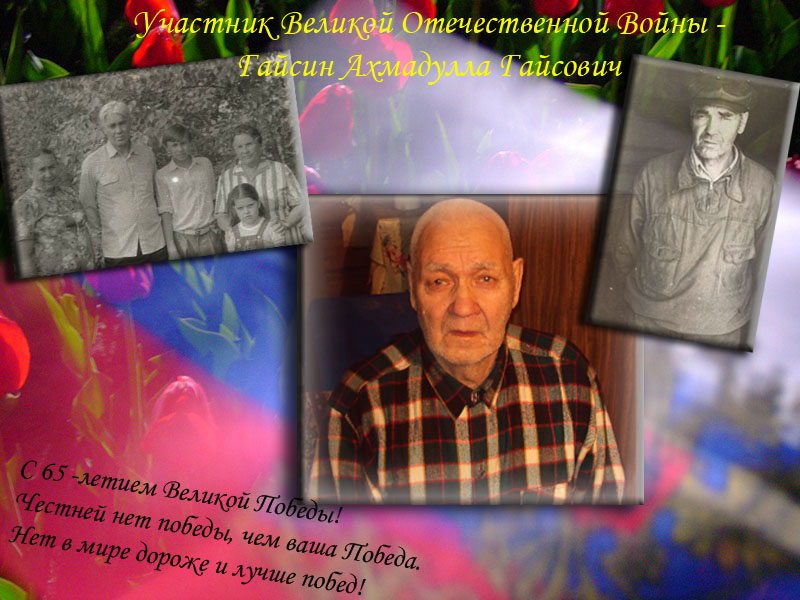 Участник Великой Отечественной Войны -
Гайсин Ахмадулла Гайсович
С 65 -летием Великой Победы!
Честней нет победы, чем ваша Победа.
Нет в мире дороже и лучше побед!